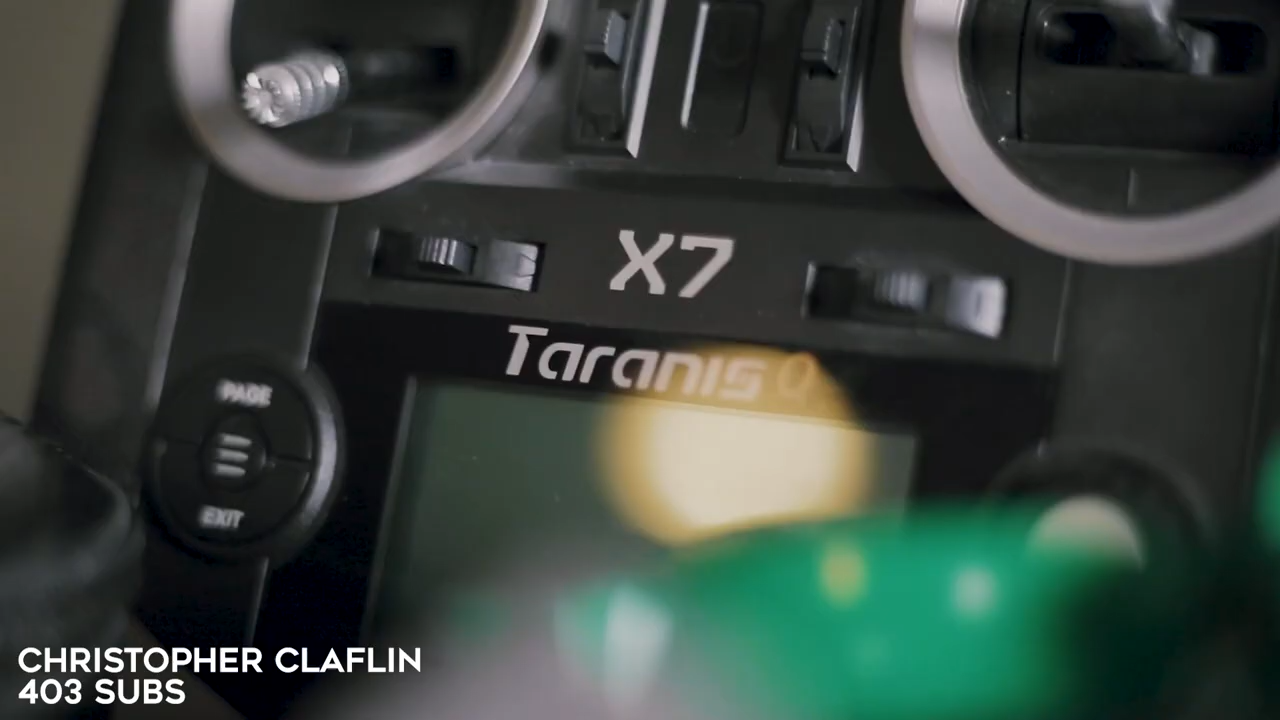 X7
Taranis Q
PAGE
EXIT
CHRISTOPHER CLAFLIN
403 SUBS